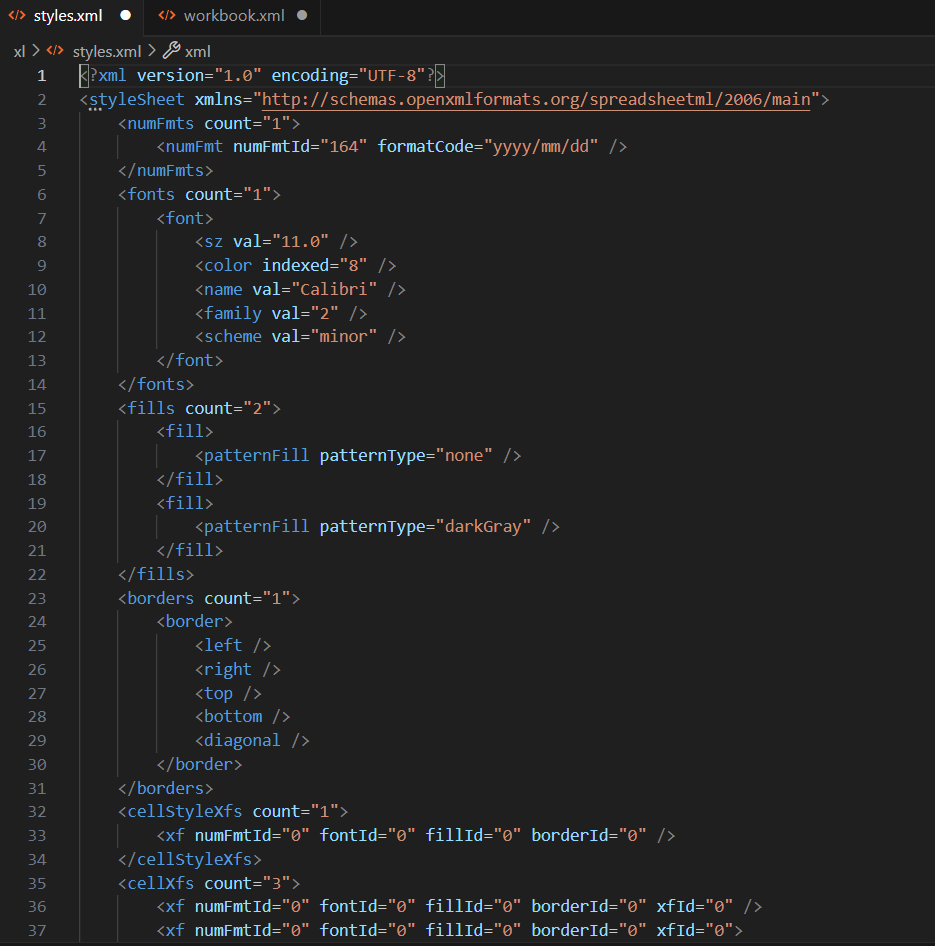 styles.xml workbook.xml
xl > styles.xml > xml
1 <?xml version="1.0" encoding="UTF-8"?>
2 <styleSheet xmlns="http://schemas.openxmlformats.org/spreadsheetml/2006/main">
3 <numFmts count="1">
4 <numFmt numFmtId="164" formatCode="yyyy/mm/dd" />
5 </numFmts>
6 <fonts count="1">
7 <font>
8 <sz val="11.0" />
9 <color indexed="8" />
10 <name val="Calibri" />
11 <family val="2" />
12 <scheme val="minor" />
13 </font>
14 </fonts>
15 <fills count="2">
16 <fill>
17 <patternFill patternType="none" />
18 </fill>
19 <fill>
20 <patternFill patternType="darkGray" />
21 </fill>
22 </fills>
23 <borders count="1">
24 <border>
25 <left />
26 <right />
27 <top />
28 <bottom />
29 <diagonal />
30 </border>
31 </borders>
32 <cellStyleXfs count="1">
33 <xf numFmtId="0" fontId="0" fillId="0" borderId="0" />
34 </cellStyleXfs>
35 <cellXfs count="3">
36 <xf numFmtId="0" fontId="0" fillId="0" borderId="0" xfId="0" />
37 <xf numFmtId="0" fontId="0" fillId="0" borderId="0" xfId="0">